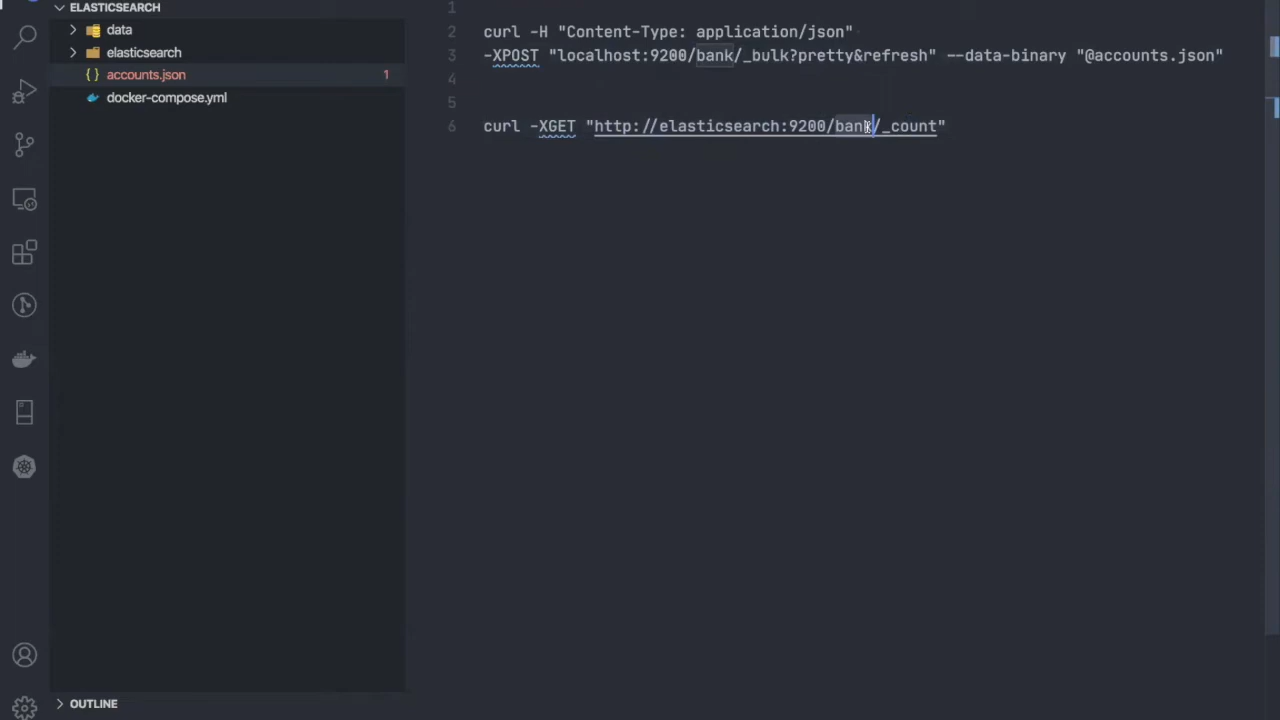 ELASTICSEARCH
data
elasticsearch
accounts.json 1
docker-compose.yml
OUTLINE
1
2 curl -H "Content-Type: application/json"
3 -XPOST "localhost:9200/bank/_bulk?pretty&refresh" --data-binary "@accounts.json"
4
5
6 curl -XGET "http://elasticsearch:9200/bank/_count"